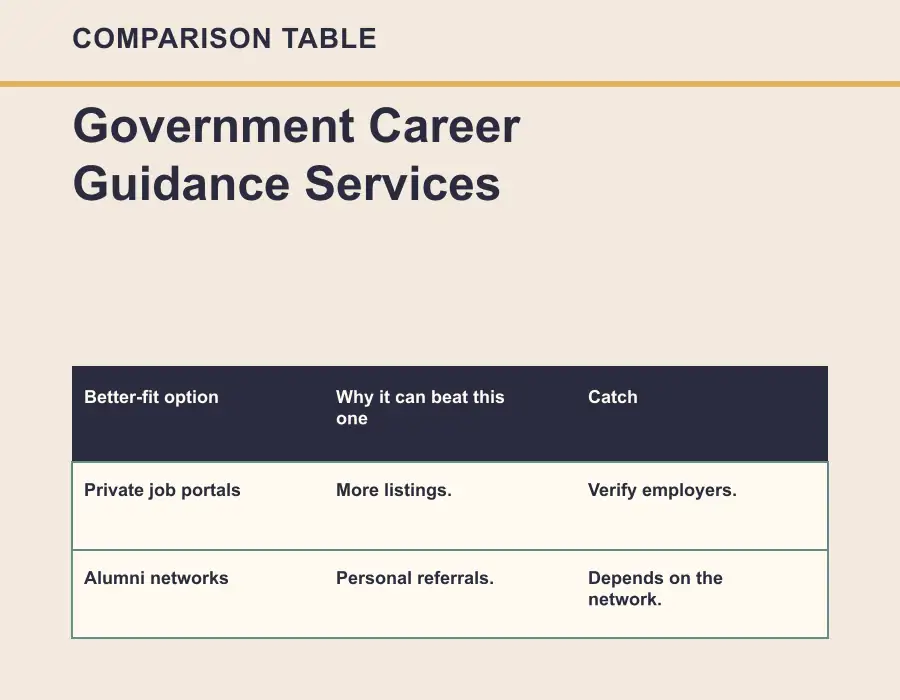 COMPARISON TABLE
Government Career
Guidance Services
Better-fit option
Why it can beat this
one
Catch
Private job portals
More listings.
Verify employers.
Alumni networks
Personal referrals.
Depends on the
network.